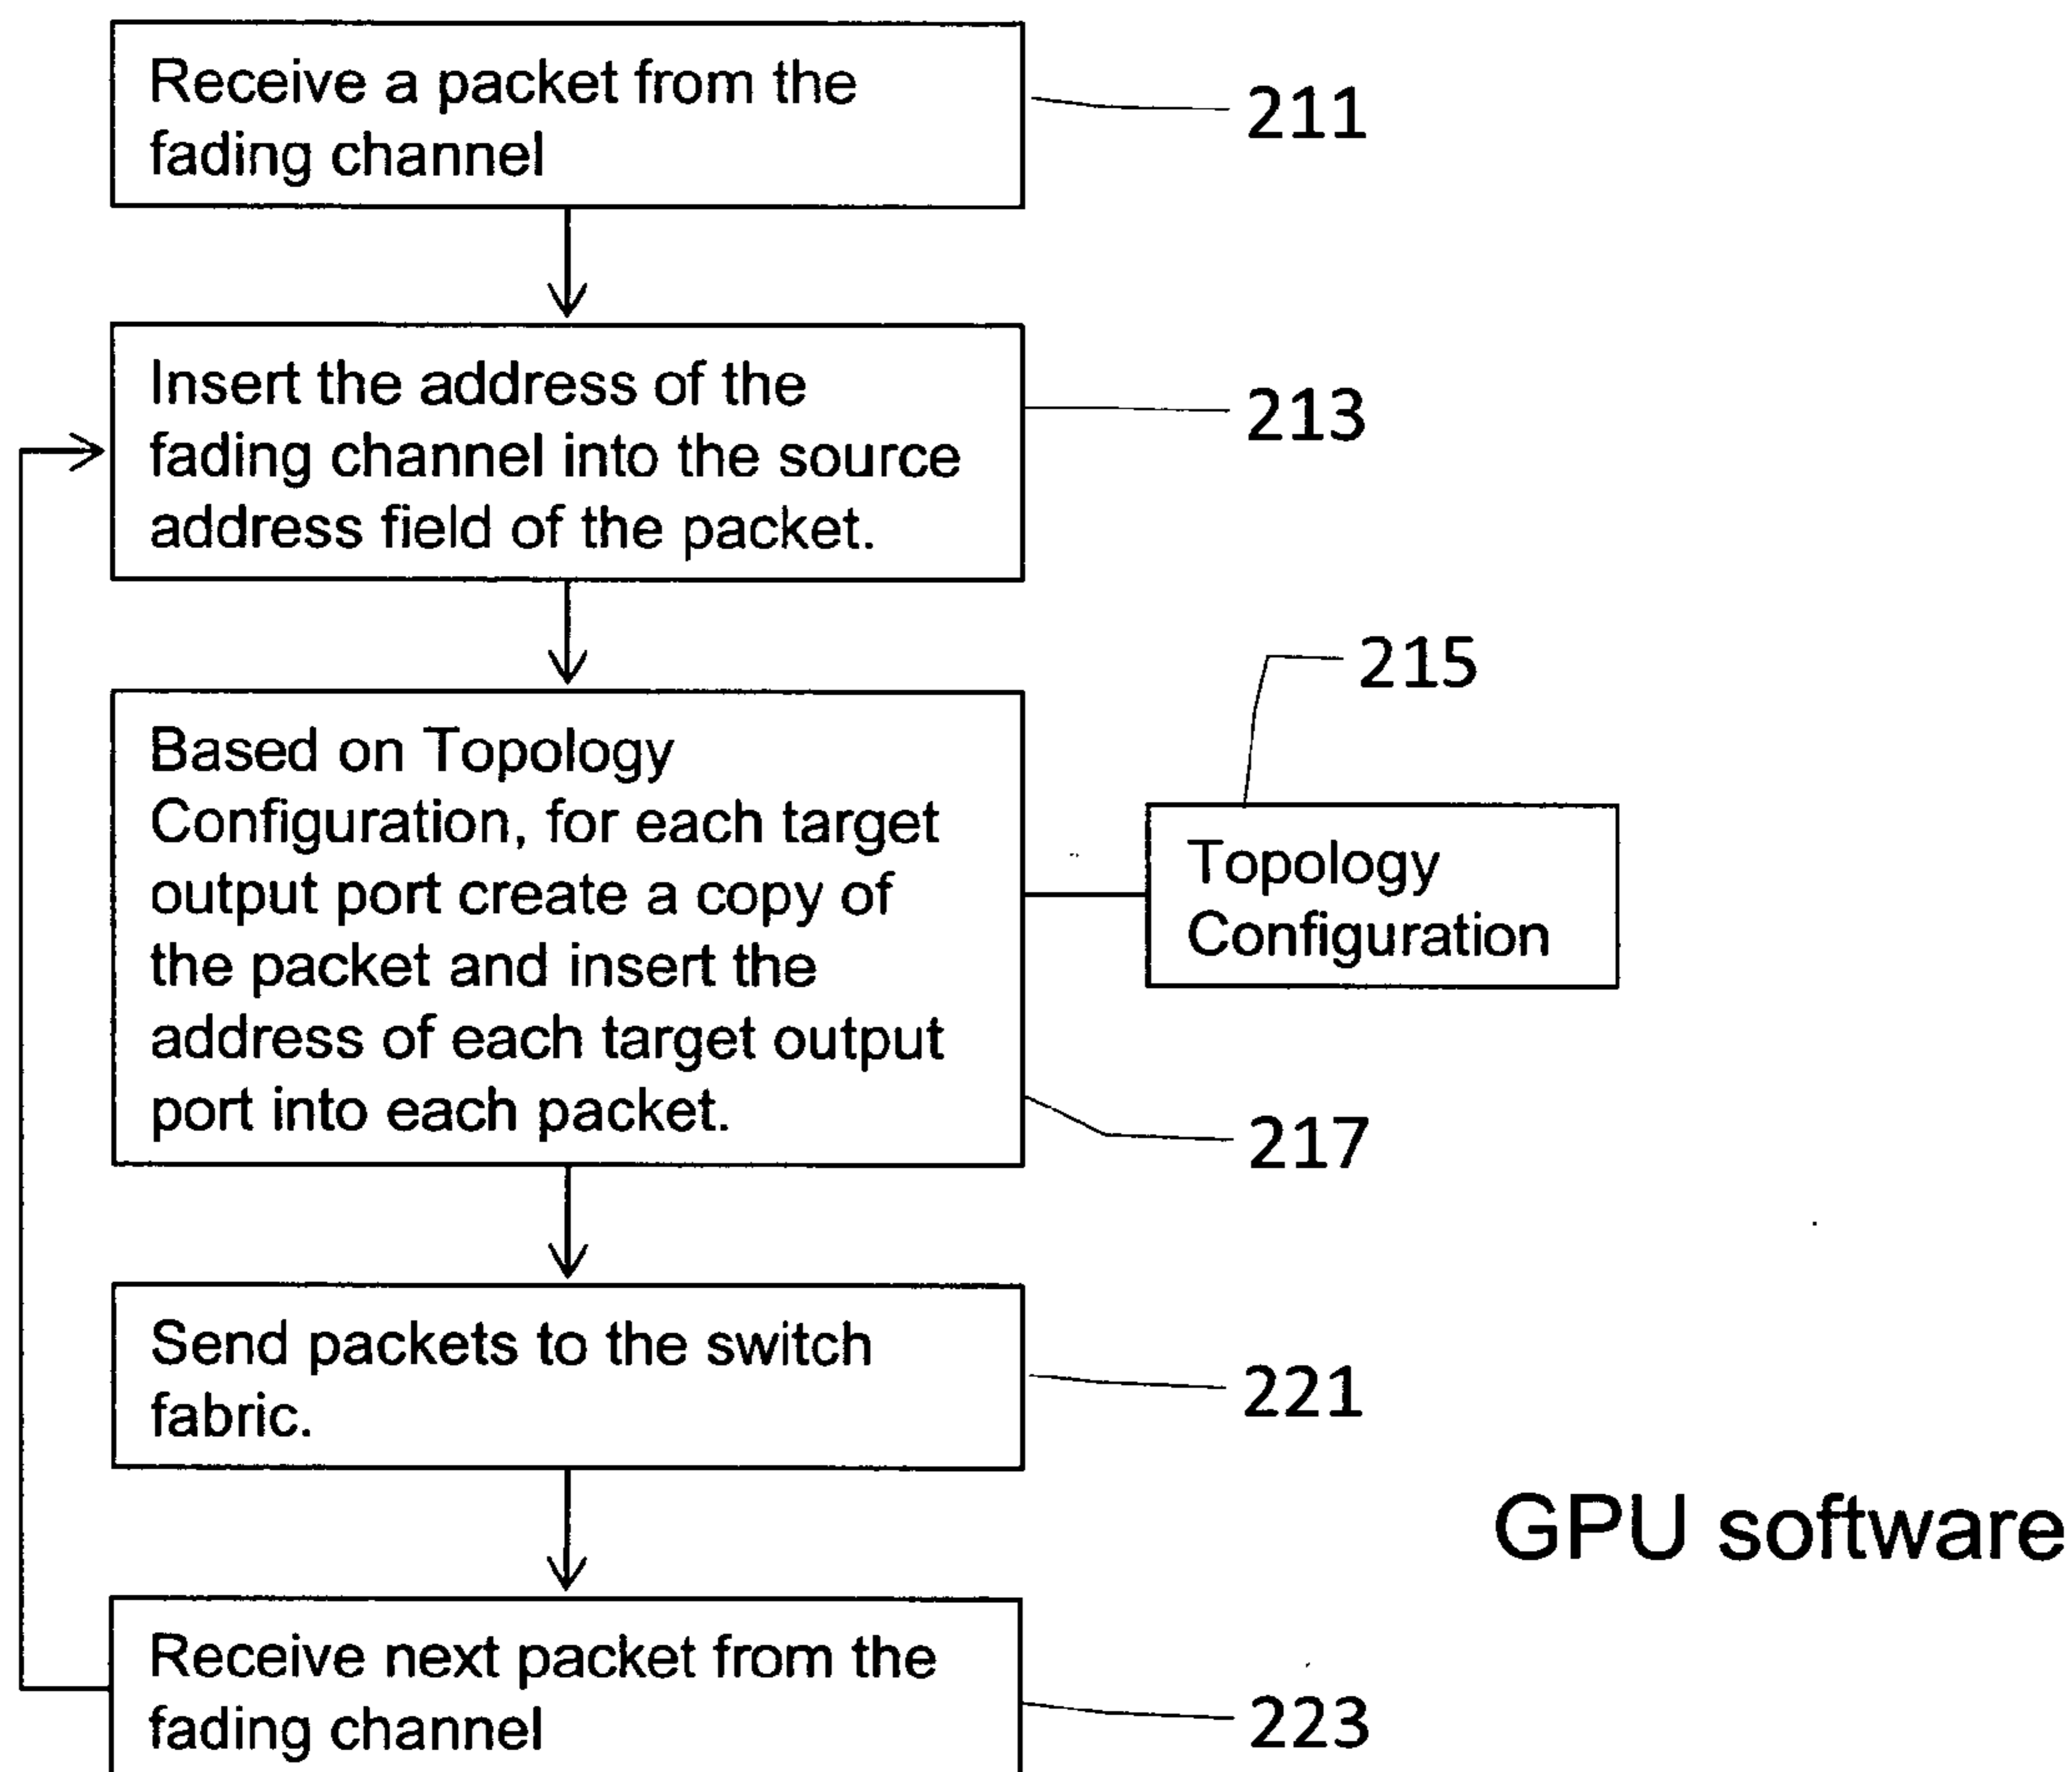 Receive a packet from the
fading channel
211
Insert the address of the
fading channel into the source
address field of the packet.
213
215
Based on Topology
Configuration, for each target
output port create a copy of
the packet and insert the
address of each target output
port into each packet.
Topology
Configuration
217
Send packets to the switch
fabric.
221
GPU software
Receive next packet from the
fading channel
223